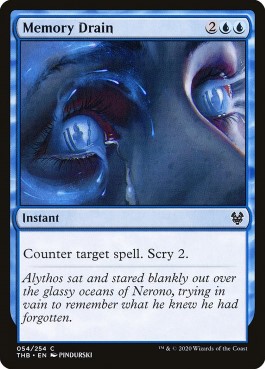 Memory Drain 2
Instant
Counter target spell. Scry 2.
Alythos sat and stared blankly out over
the glassy oceans of Nerono, trying in
vain to remember what he knew he had
forgotten.
054/254 C
THB • EN PINDURSKI
™ & © 2020 Wizards of the Coast